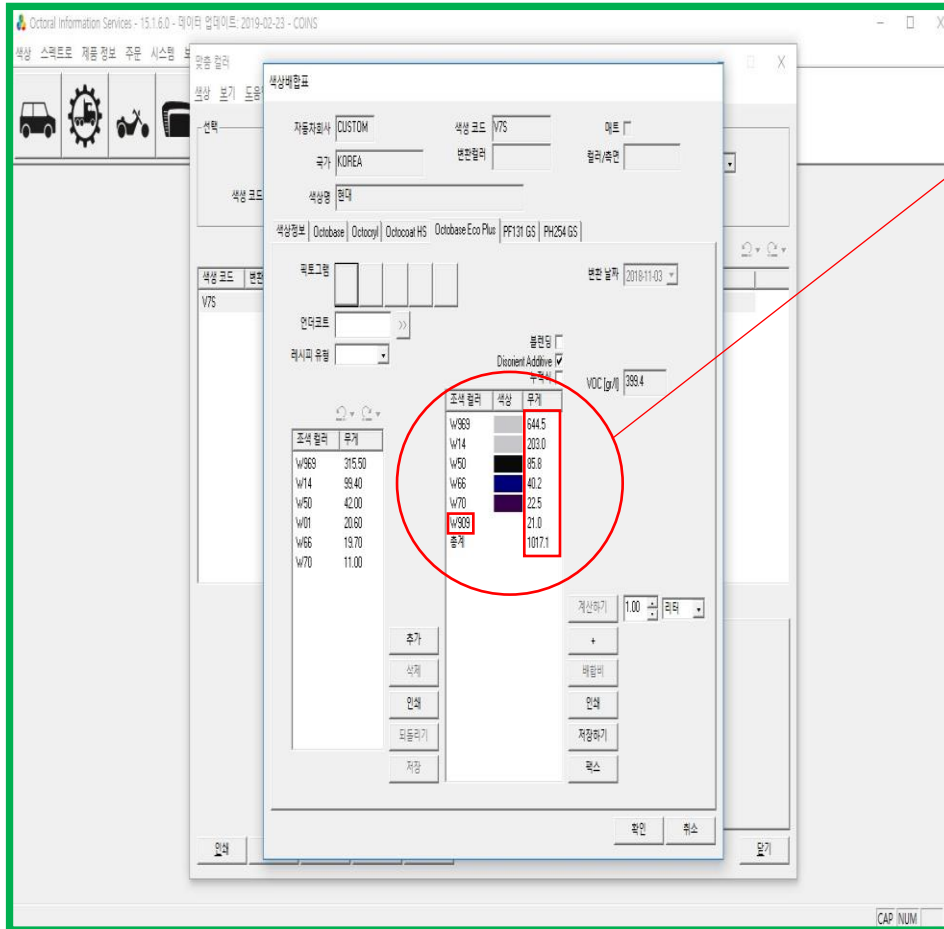 Octoral Information Services - 15.1.6.0 - 데이터 업데이트: 2019-02-23 - COINS
색상 스펙트로 제품 정보 주문 시스템
맞춤 컬러
색상 보기
선택
색생 코드
색생 코드
V7S
인쇄
닫기
색상배합표
자동차회사 CUSTOM 색생 코드 V7S 매트
국가 KOREA 변환컬러 컬러/측면
색상명 현대
색상정보 Octobase Octocryl Octocoat HS Octobase Eco Plus PF131 GS PH254 GS
픽토그램 변환 날짜 2018-11-03
언더코트 >>
블렌딩
레시피 유형 Disorient Additive
누적식 VOC [gr/l] 399.4
조색 컬러 무게
W969 315.50
W14 99.40
W50 42.00
W01 20.60
W66 19.70
W70 11.00
조색 컬러 색상 무게
W969 644.5
W14 203.0
W50 85.8
W66 40.2
W70 22.5
W909 21.0
총계 1017.1
계산하기 1.00 리터
추가 +
삭제 배합비
인쇄 인쇄
되돌리기 저장하기
저장 팩스
확인 취소
CAP NUM